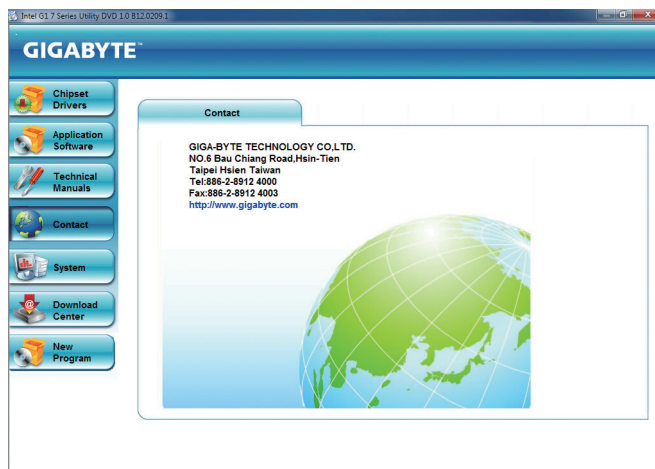 Intel G1 7 Series Utility DVD 1.0 B12.0209.1
GIGABYTE™
Chipset
Drivers
Application
Software
Technical
Manuals
Contact
System
Download
Center
New
Program
Contact
GIGA-BYTE TECHNOLOGY CO,LTD.
NO.6 Bau Chiang Road,Hsin-Tien
Taipei Hsien Taiwan
Tel:886-2-8912 4000
Fax:886-2-8912 4003
http://www.gigabyte.com